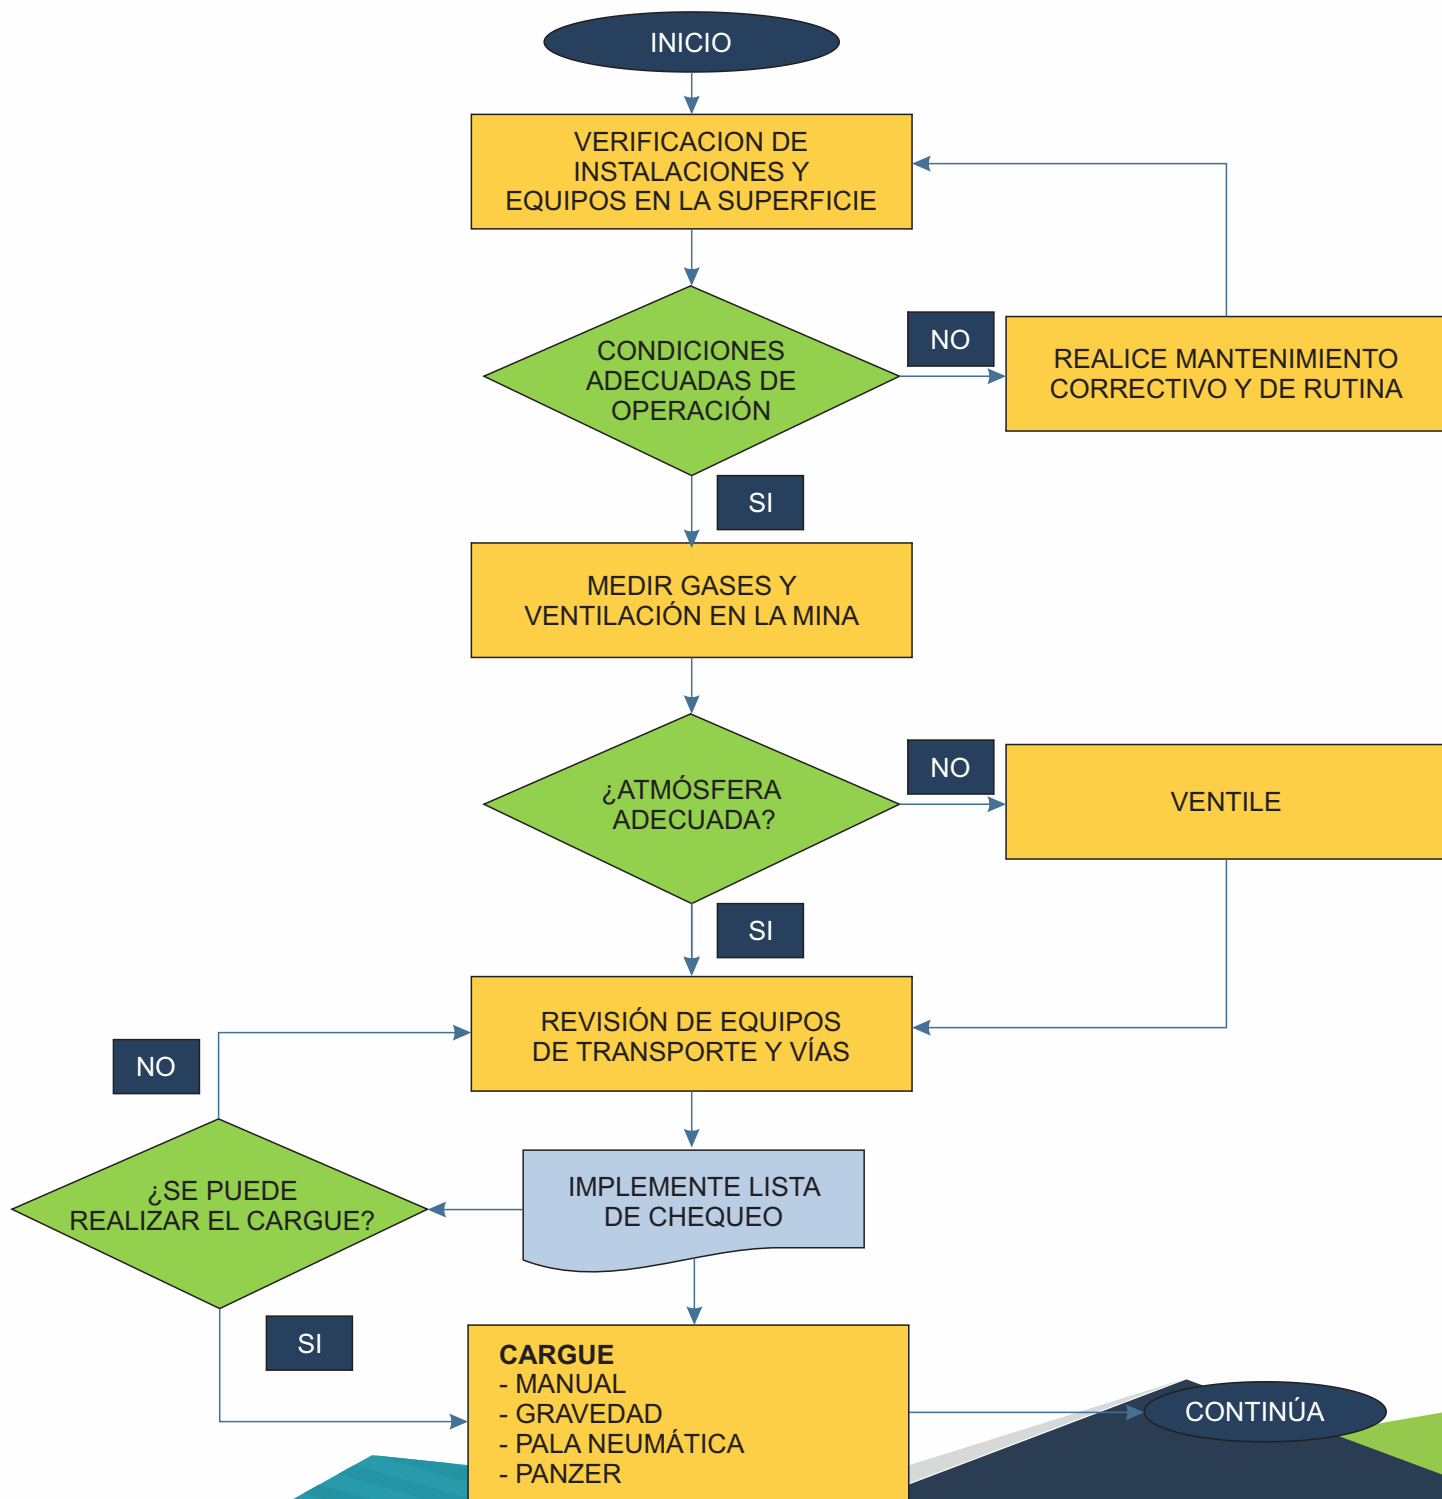 INICIO
VERIFICACION DE
INSTALACIONES Y
EQUIPOS EN LA SUPERFICIE
CONDICIONES
ADECUADAS DE
OPERACIÓN
NO
REALICE MANTENIMIENTO
CORRECTIVO Y DE RUTINA
SI
MEDIR GASES Y
VENTILACIÓN EN LA MINA
¿ATMÓSFERA
ADECUADA?
NO
VENTILE
SI
REVISIÓN DE EQUIPOS
DE TRANSPORTE Y VÍAS
NO
¿SE PUEDE
REALIZAR EL CARGUE?
IMPLEMENTE LISTA
DE CHEQUEO
SI
CARGUE
- MANUAL
- GRAVEDAD
- PALA NEUMÁTICA
- PANZER
CONTINÚA